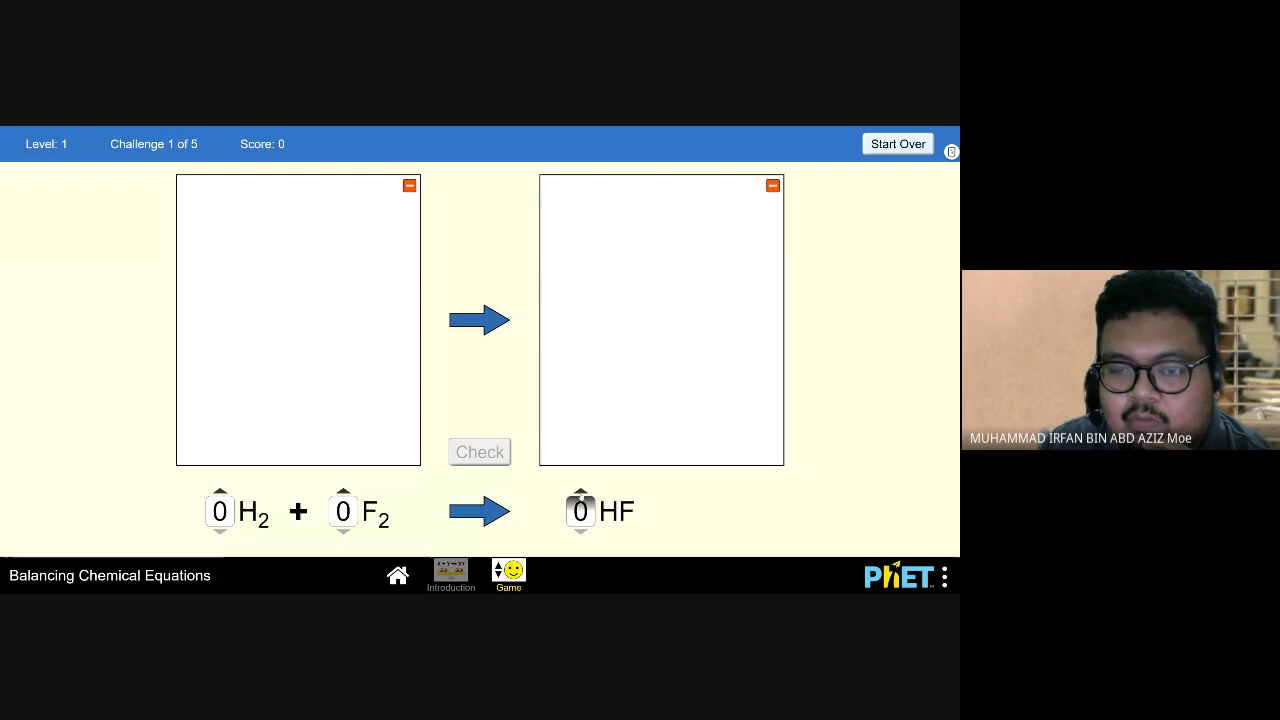 Level: 1 Challenge 1 of 5 Score: 0 Start Over
Check
0 H2 + 0 F2 0 HF
Balancing Chemical Equations
Introduction
Game
PhET
MUHAMMAD IRFAN BIN ABD AZIZ Moe